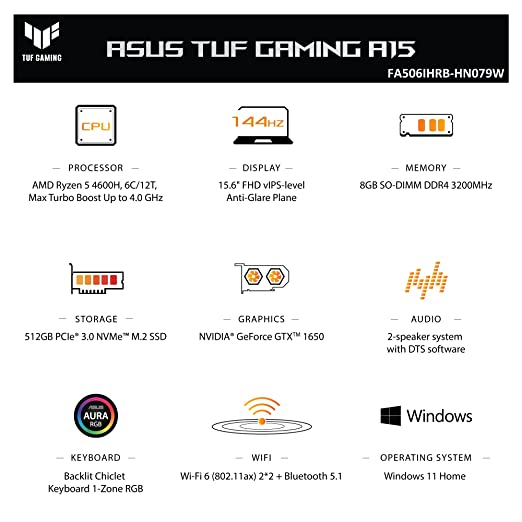 TUF GAMING
ASUS TUF GAMING A15
FA506IHRB-HN079W
CPU
144HZ
PROCESSOR
AMD Ryzen 5 4600H, 6C/12T,
Max Turbo Boost Up to 4.0 GHz
DISPLAY
15.6" FHD vIPS-level
Anti-Glare Plane
MEMORY
8GB SO-DIMM DDR4 3200MHz
STORAGE
512GB PCIe® 3.0 NVMe™ M.2 SSD
GRAPHICS
NVIDIA® GeForce GTX™ 1650
AUDIO
2-speaker system
with DTS software
ASUS
AURA
RGB
KEYBOARD
Backlit Chiclet
Keyboard 1-Zone RGB
WIFI
Wi-Fi 6 (802.11ax) 2*2 + Bluetooth 5.1
Windows
OPERATING SYSTEM
Windows 11 Home